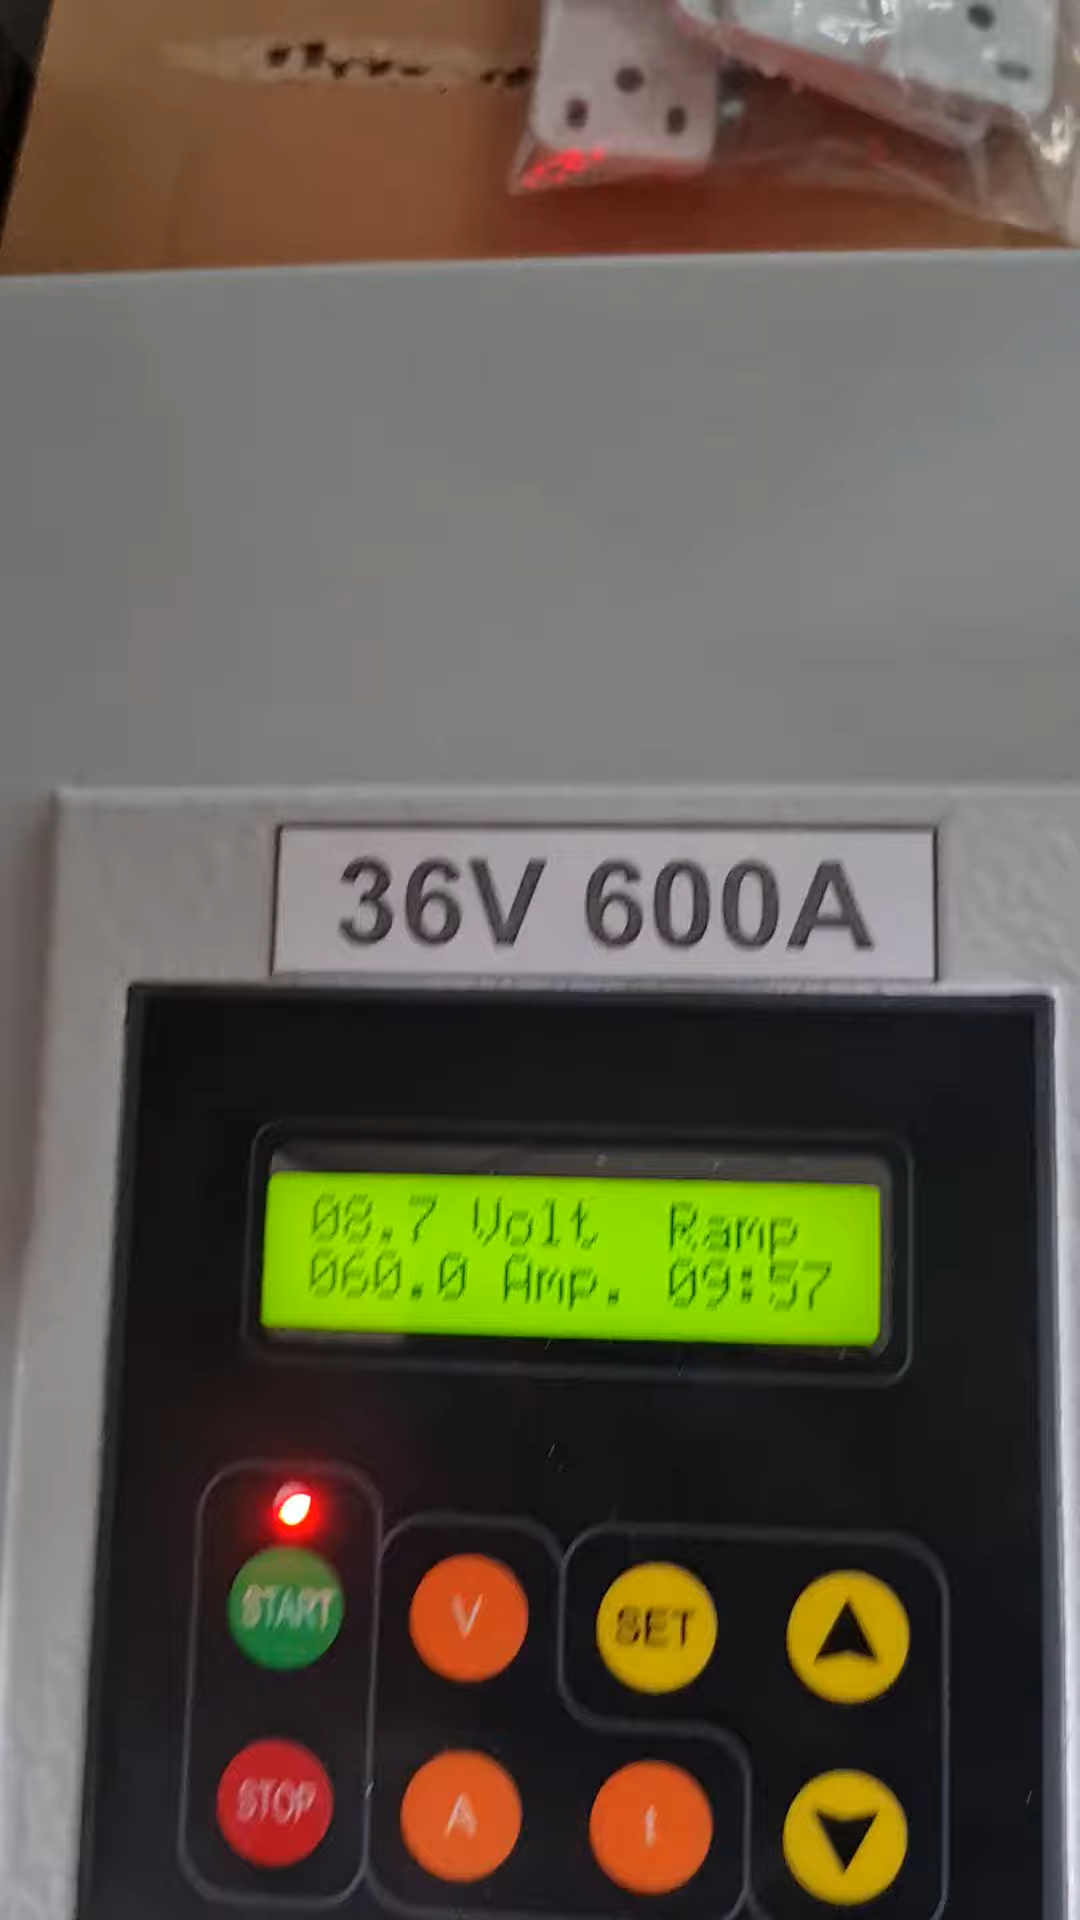 36V 600A
08.7 Volt Ramp
060.0 Amp. 09:57
START
V
SET
STOP
A
t